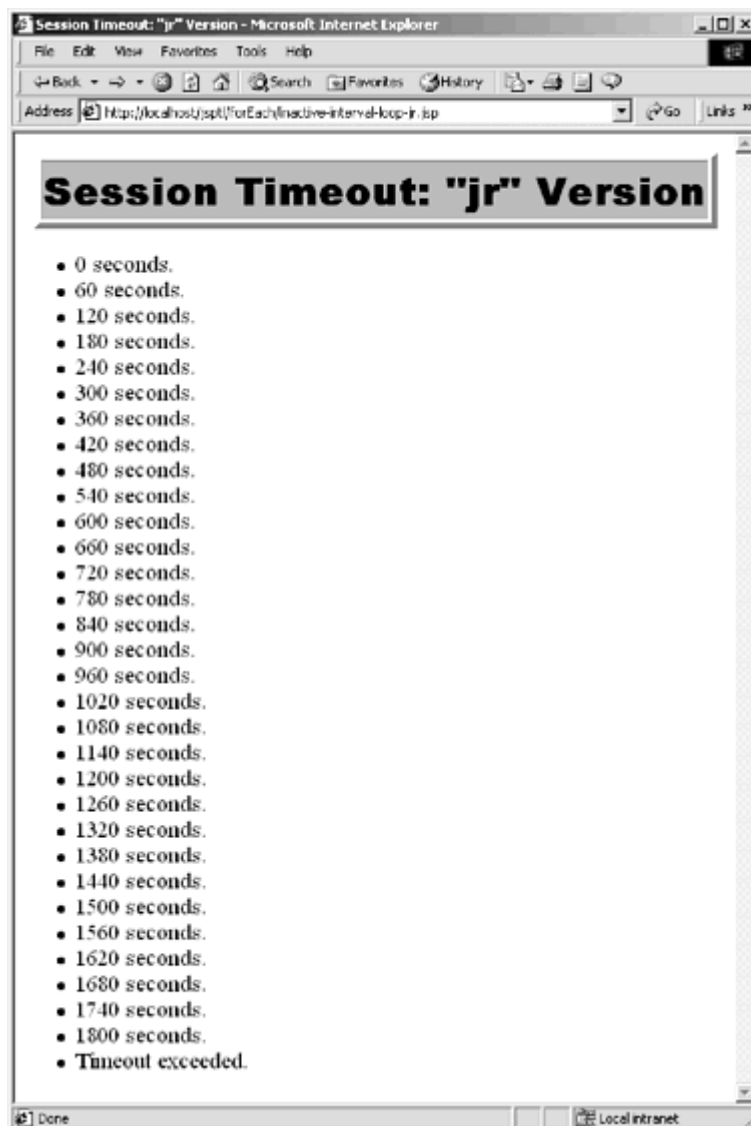 Session Timeout: "jr" Version - Microsoft Internet Explorer
File Edit View Favorites Tools Help
Back Search Favorites History
Address http://localhost/jsptl/forEach/inactive-interval-loop-jr.jsp Go Links »
Session Timeout: "jr" Version
• 0 seconds.
• 60 seconds.
• 120 seconds.
• 180 seconds.
• 240 seconds.
• 300 seconds.
• 360 seconds.
• 420 seconds.
• 480 seconds.
• 540 seconds.
• 600 seconds.
• 660 seconds.
• 720 seconds.
• 780 seconds.
• 840 seconds.
• 900 seconds.
• 960 seconds.
• 1020 seconds.
• 1080 seconds.
• 1140 seconds.
• 1200 seconds.
• 1260 seconds.
• 1320 seconds.
• 1380 seconds.
• 1440 seconds.
• 1500 seconds.
• 1560 seconds.
• 1620 seconds.
• 1680 seconds.
• 1740 seconds.
• 1800 seconds.
• Timeout exceeded.
Done Local intranet